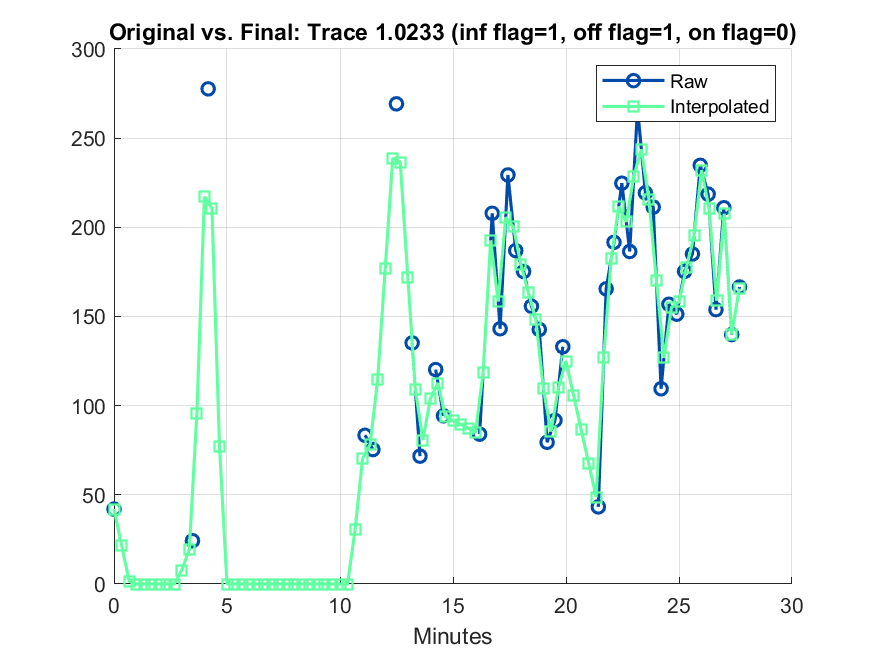 Original vs. Final: Trace 1.0233 (inf flag=1, off flag=1, on flag=0)
300
250
200
150
100
50
0
Raw
Interpolated
0 5 10 15 20 25 30
Minutes